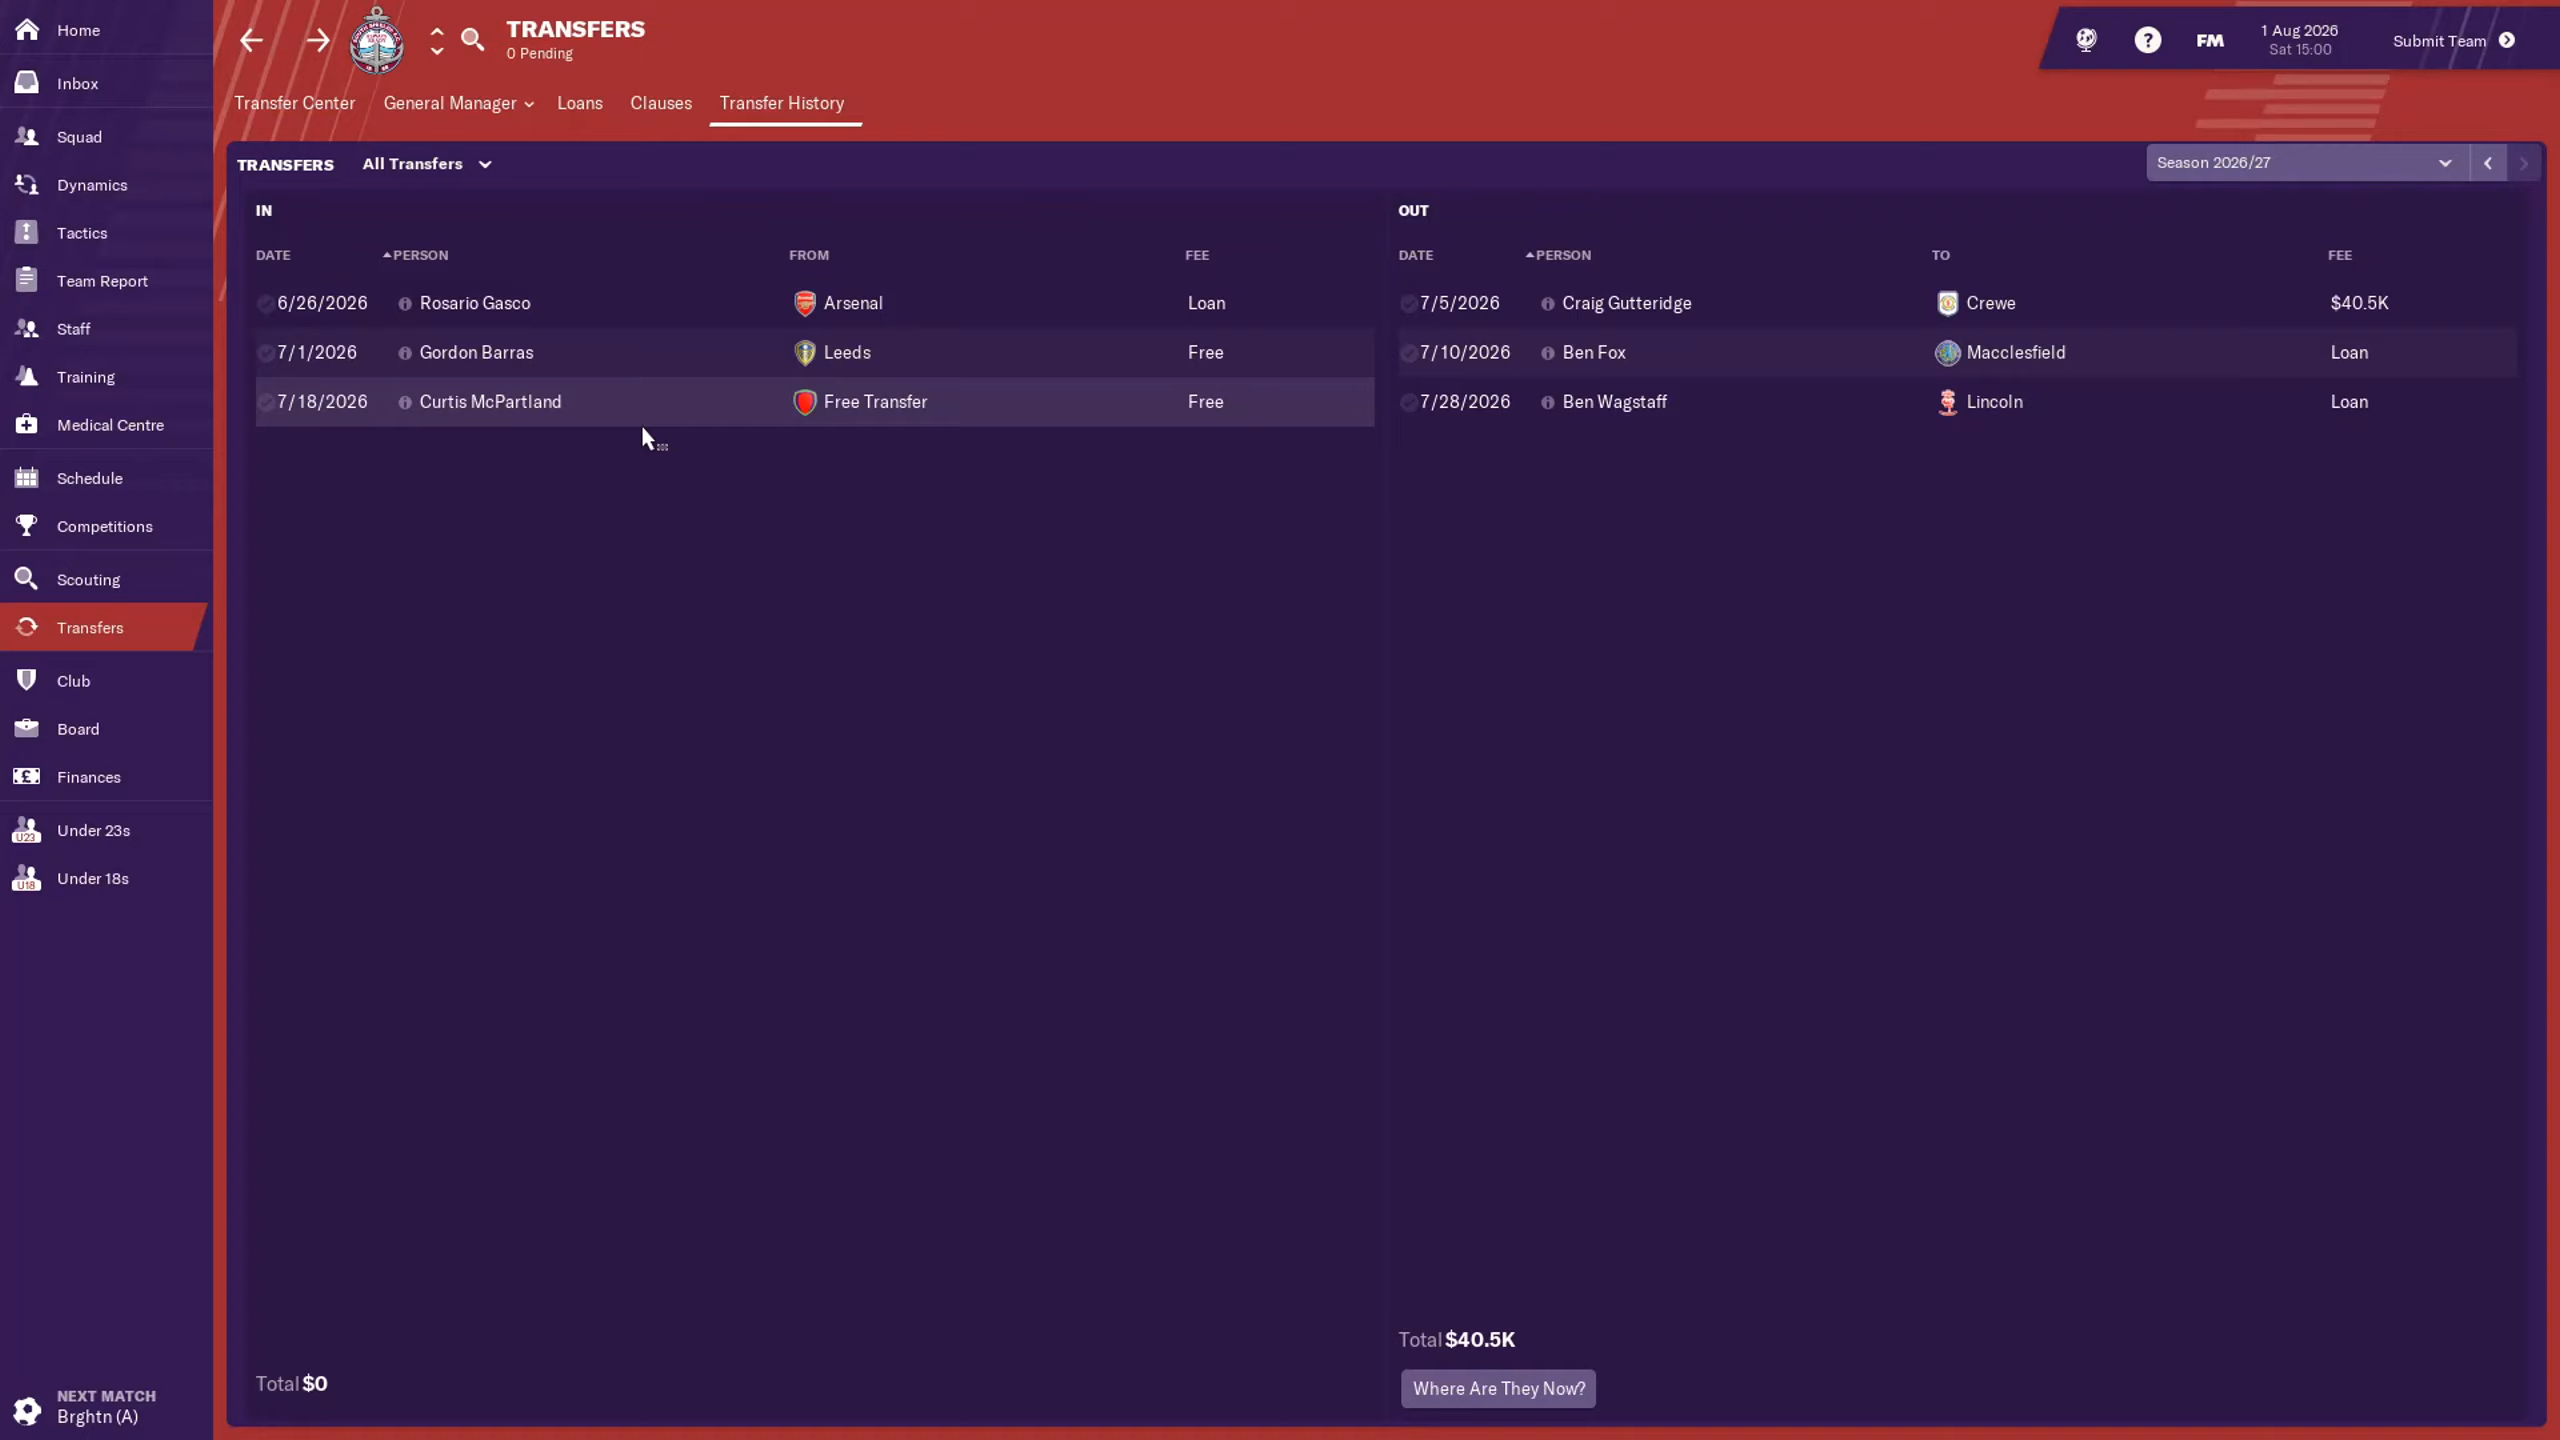 Home
Inbox
Squad
Dynamics
Tactics
Team Report
Staff
Training
Medical Centre
Schedule
Competitions
Scouting
Transfers
Club
Board
Finances
U23
Under 23s
U18
Under 18s
NEXT MATCH
Brghtn (A)
TRANSFERS
0 Pending
?
FM
1 Aug 2026
Sat 15:00
Submit Team
Transfer Center General Manager Loans Clauses Transfer History
TRANSFERS All Transfers
Season 2026/27
IN
DATE PERSON FROM FEE
6/26/2026 Rosario Gasco Arsenal Loan
7/1/2026 Gordon Barras Leeds Free
7/18/2026 Curtis McPartland Free Transfer Free
Total $0
OUT
DATE PERSON TO FEE
7/5/2026 Craig Gutteridge Crewe $40.5K
7/10/2026 Ben Fox Macclesfield Loan
7/28/2026 Ben Wagstaff Lincoln Loan
Total $40.5K
Where Are They Now?